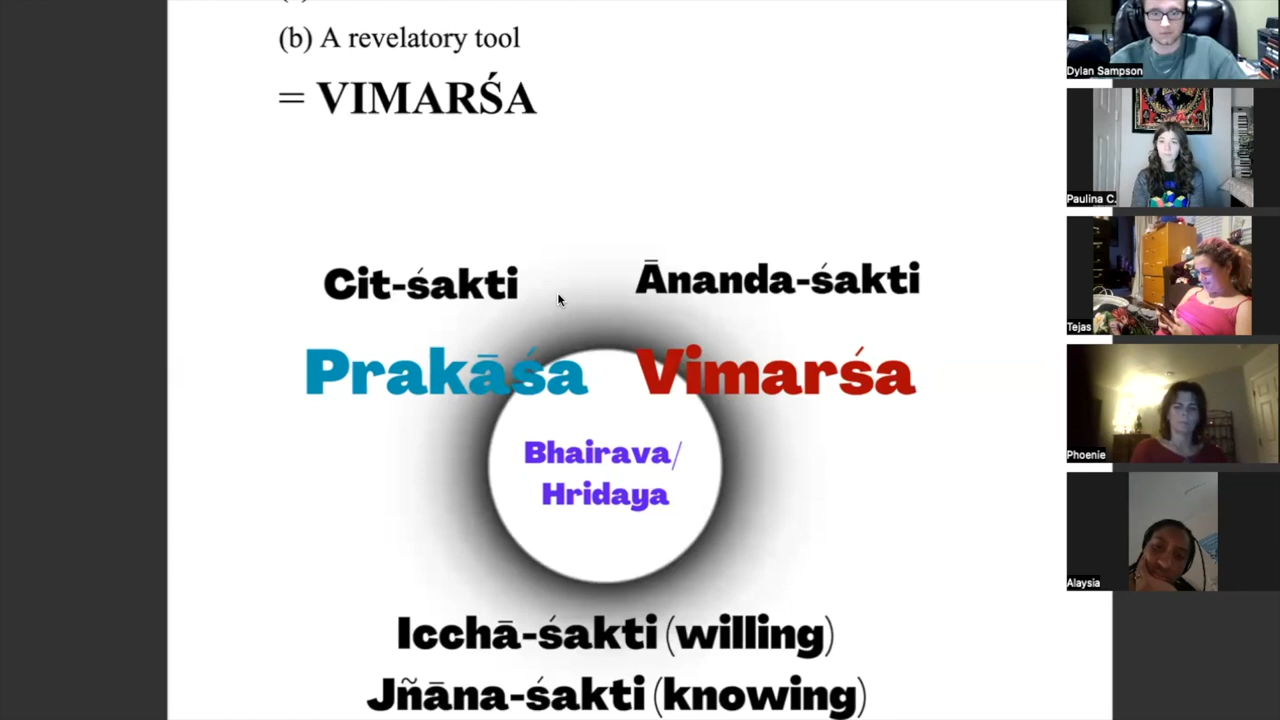 (b) A revelatory tool
= VIMARŚA
Cit-śakti
Ānanda-śakti
Prakāśa
Vimarśa
Bhairava/
Hridaya
Icchā-śakti (willing)
Jñāna-śakti (knowing)
Dylan Sampson
Paulina C.
Tejas
Phoenie
Alaysia